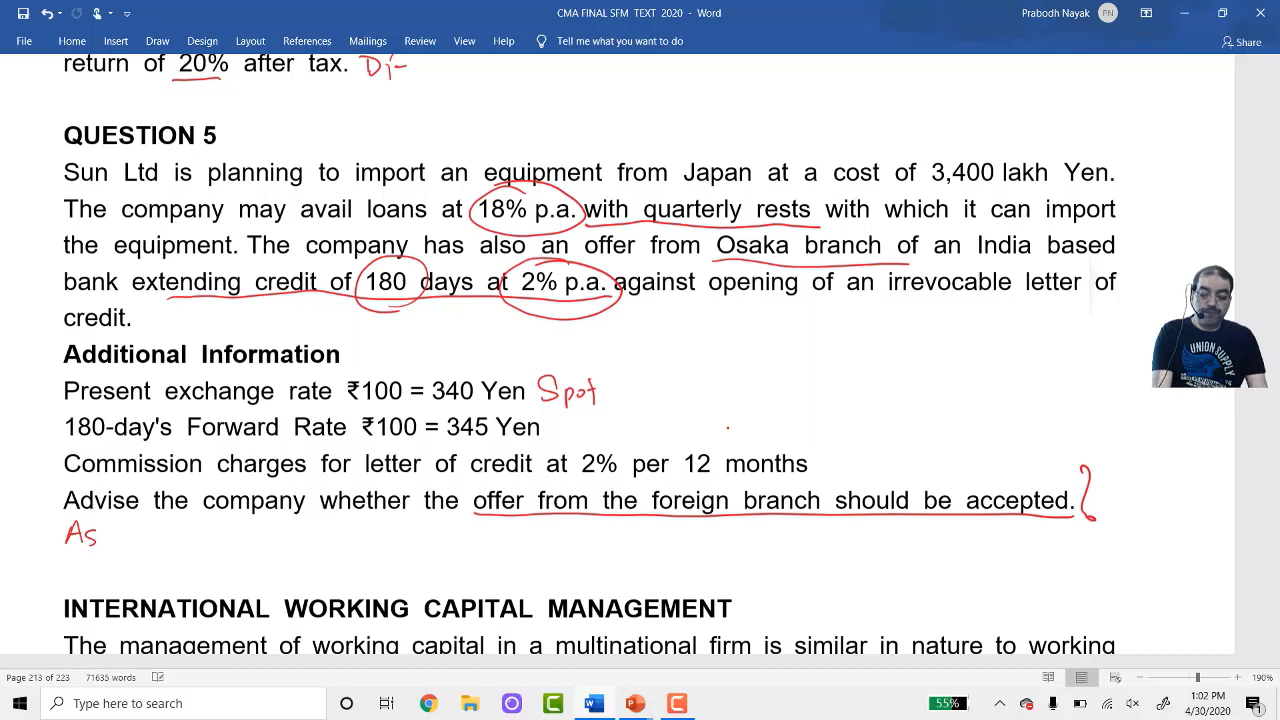 CMA FINAL SFM TEXT 2020 - Word
Prabodh Nayak PN
File Home Insert Draw Design Layout References Mailings Review View Help Tell me what you want to do Share
return of 20% after tax. Di-
QUESTION 5
Sun Ltd is planning to import an equipment from Japan at a cost of 3,400 lakh Yen.
The company may avail loans at 18% p.a. with quarterly rests with which it can import
the equipment. The company has also an offer from Osaka branch of an India based
bank extending credit of 180 days at 2% p.a. against opening of an irrevocable letter of
credit.
Additional Information
Present exchange rate ₹100 = 340 Yen Spot
180-day's Forward Rate ₹100 = 345 Yen
Commission charges for letter of credit at 2% per 12 months
Advise the company whether the offer from the foreign branch should be accepted.
As
UNION SUPPLY
INTERNATIONAL WORKING CAPITAL MANAGEMENT
The management of working capital in a multinational firm is similar in nature to working
Page 213 of 223 71635 words 190%
Type here to search 55% 1:02 PM
4/30/2020